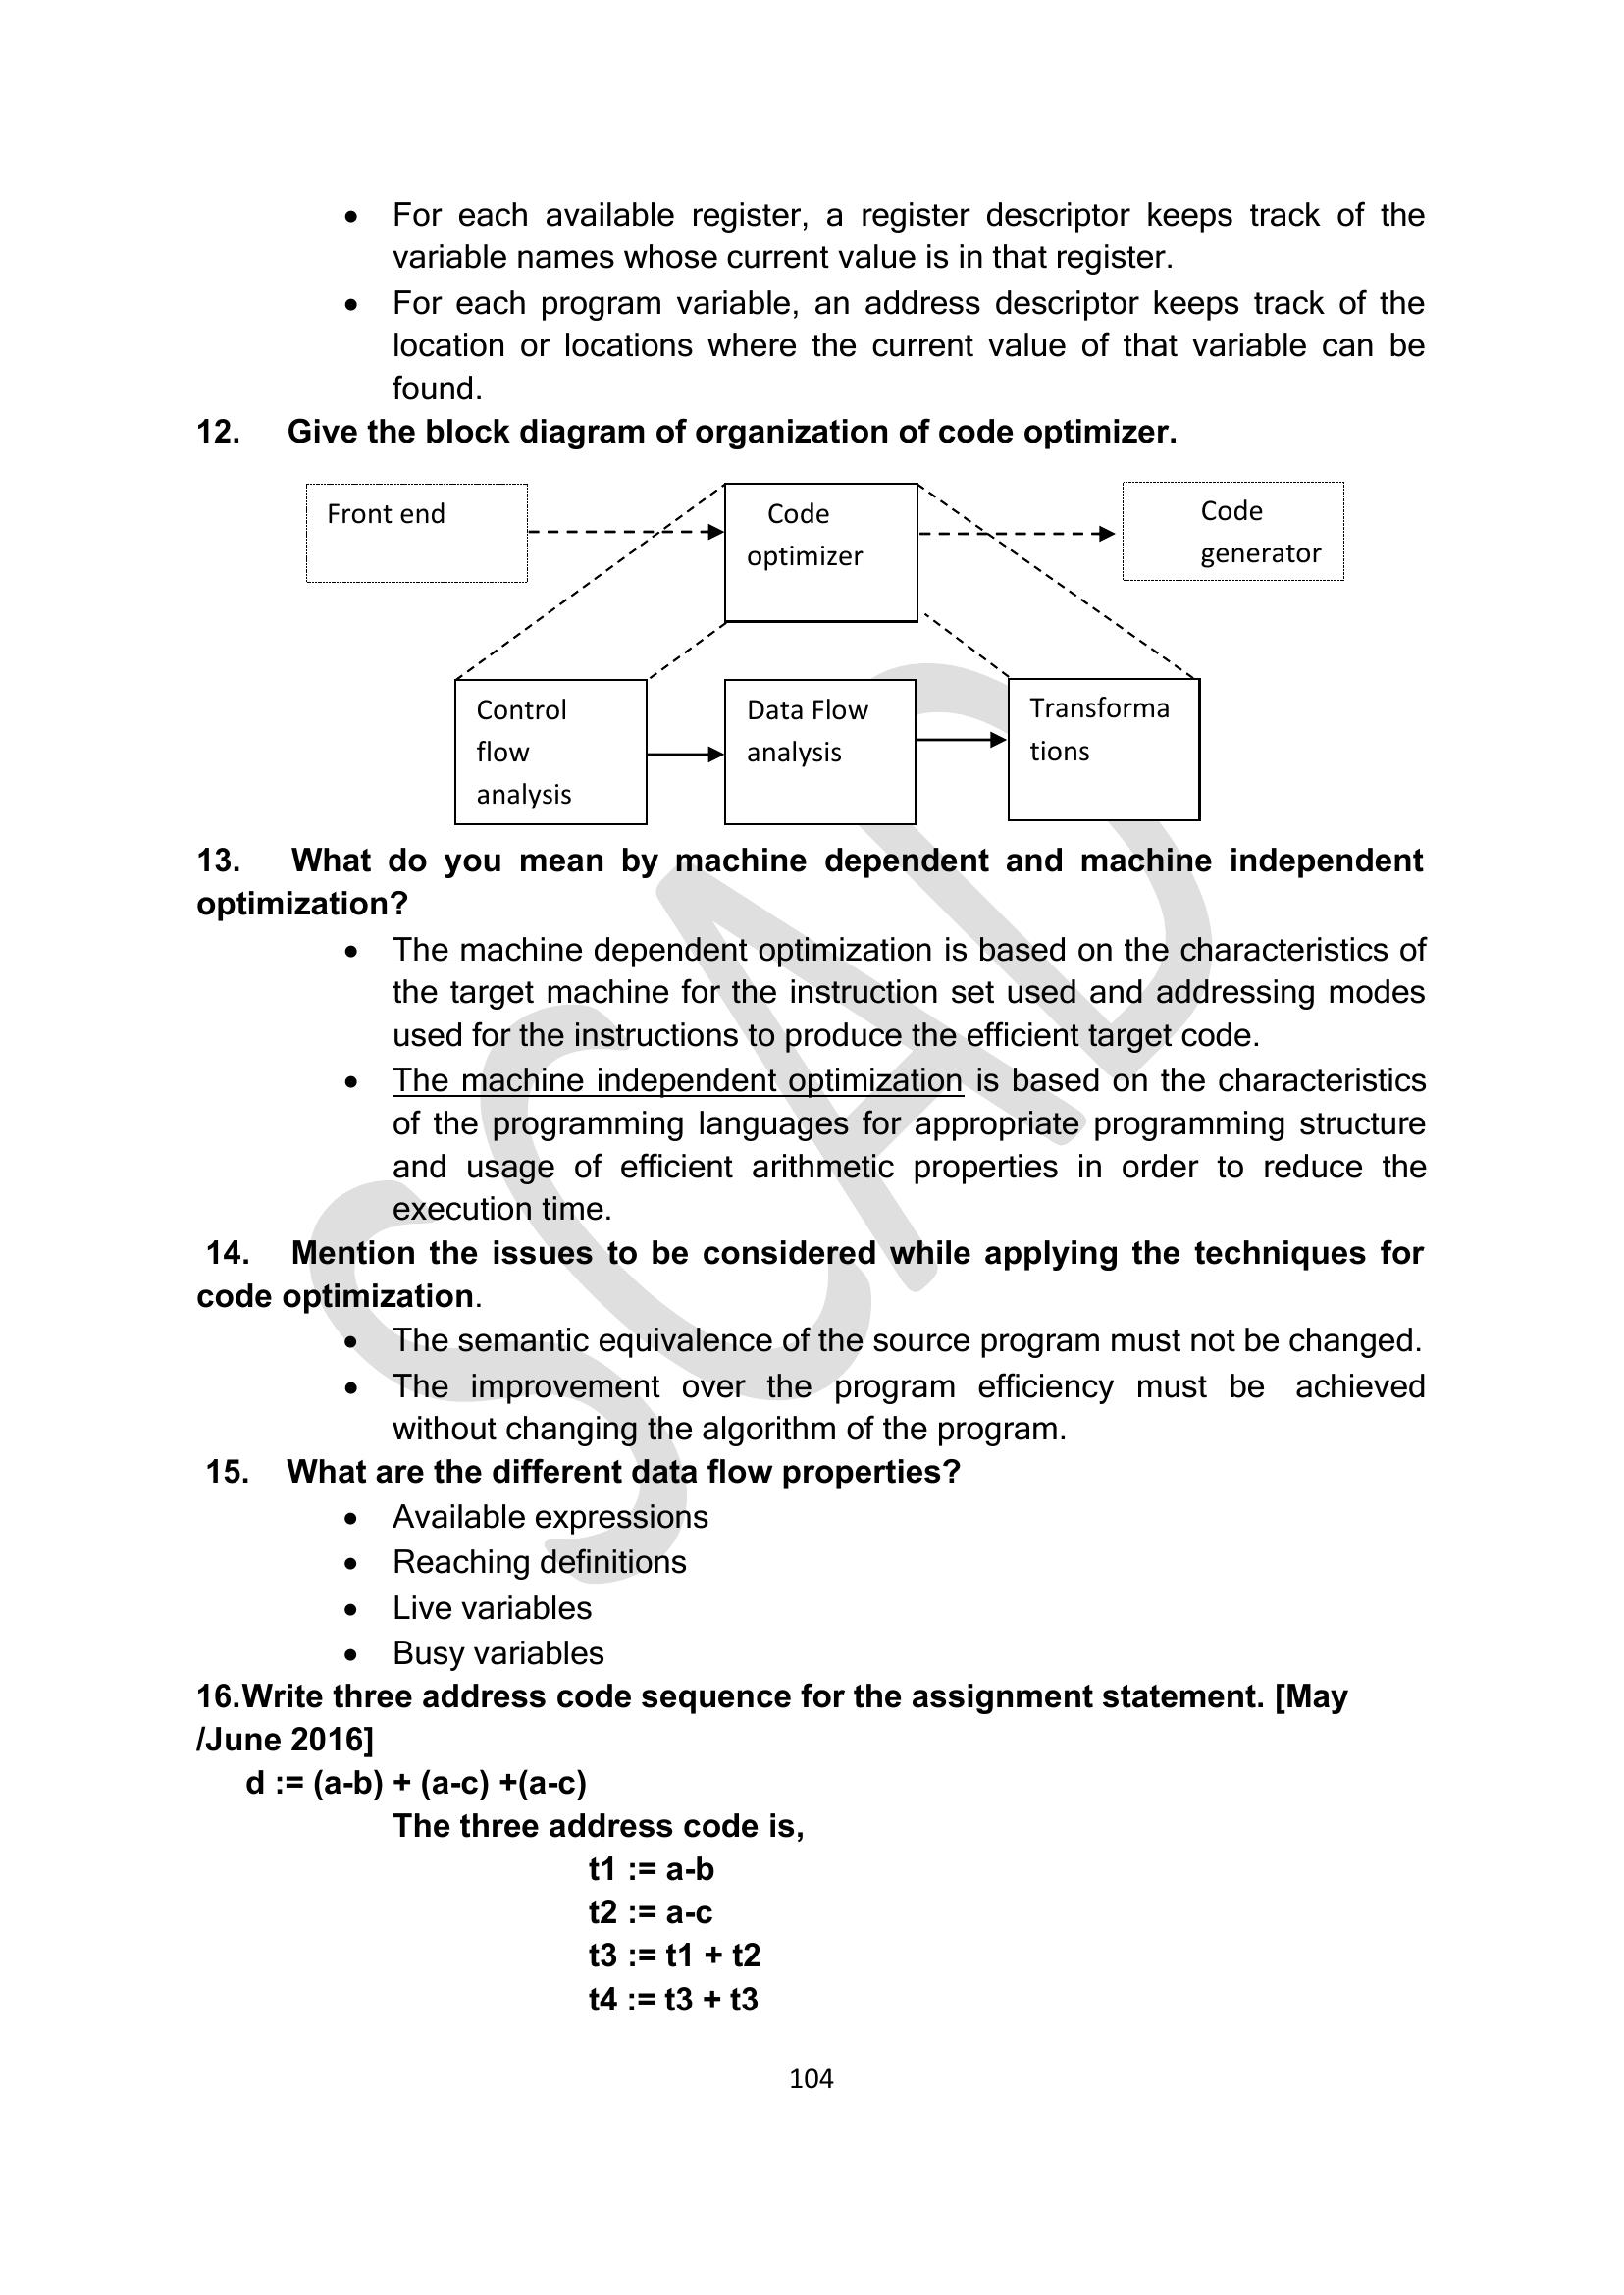 • For each available register, a register descriptor keeps track of the
variable names whose current value is in that register.
• For each program variable, an address descriptor keeps track of the
location or locations where the current value of that variable can be
found.
12. Give the block diagram of organization of code optimizer.
Front end
Code
optimizer
Code
generator
Control
flow
analysis
Data Flow
analysis
Transforma
tions
13. What do you mean by machine dependent and machine independent
optimization?
• The machine dependent optimization is based on the characteristics of
the target machine for the instruction set used and addressing modes
used for the instructions to produce the efficient target code.
• The machine independent optimization is based on the characteristics
of the programming languages for appropriate programming structure
and usage of efficient arithmetic properties in order to reduce the
execution time.
14. Mention the issues to be considered while applying the techniques for
code optimization.
• The semantic equivalence of the source program must not be changed.
• The improvement over the program efficiency must be achieved
without changing the algorithm of the program.
15. What are the different data flow properties?
• Available expressions
• Reaching definitions
• Live variables
• Busy variables
16.Write three address code sequence for the assignment statement. [May
/June 2016]
d := (a-b) + (a-c) +(a-c)
The three address code is,
t1 := a-b
t2 := a-c
t3 := t1 + t2
t4 := t3 + t3
104
SCAD